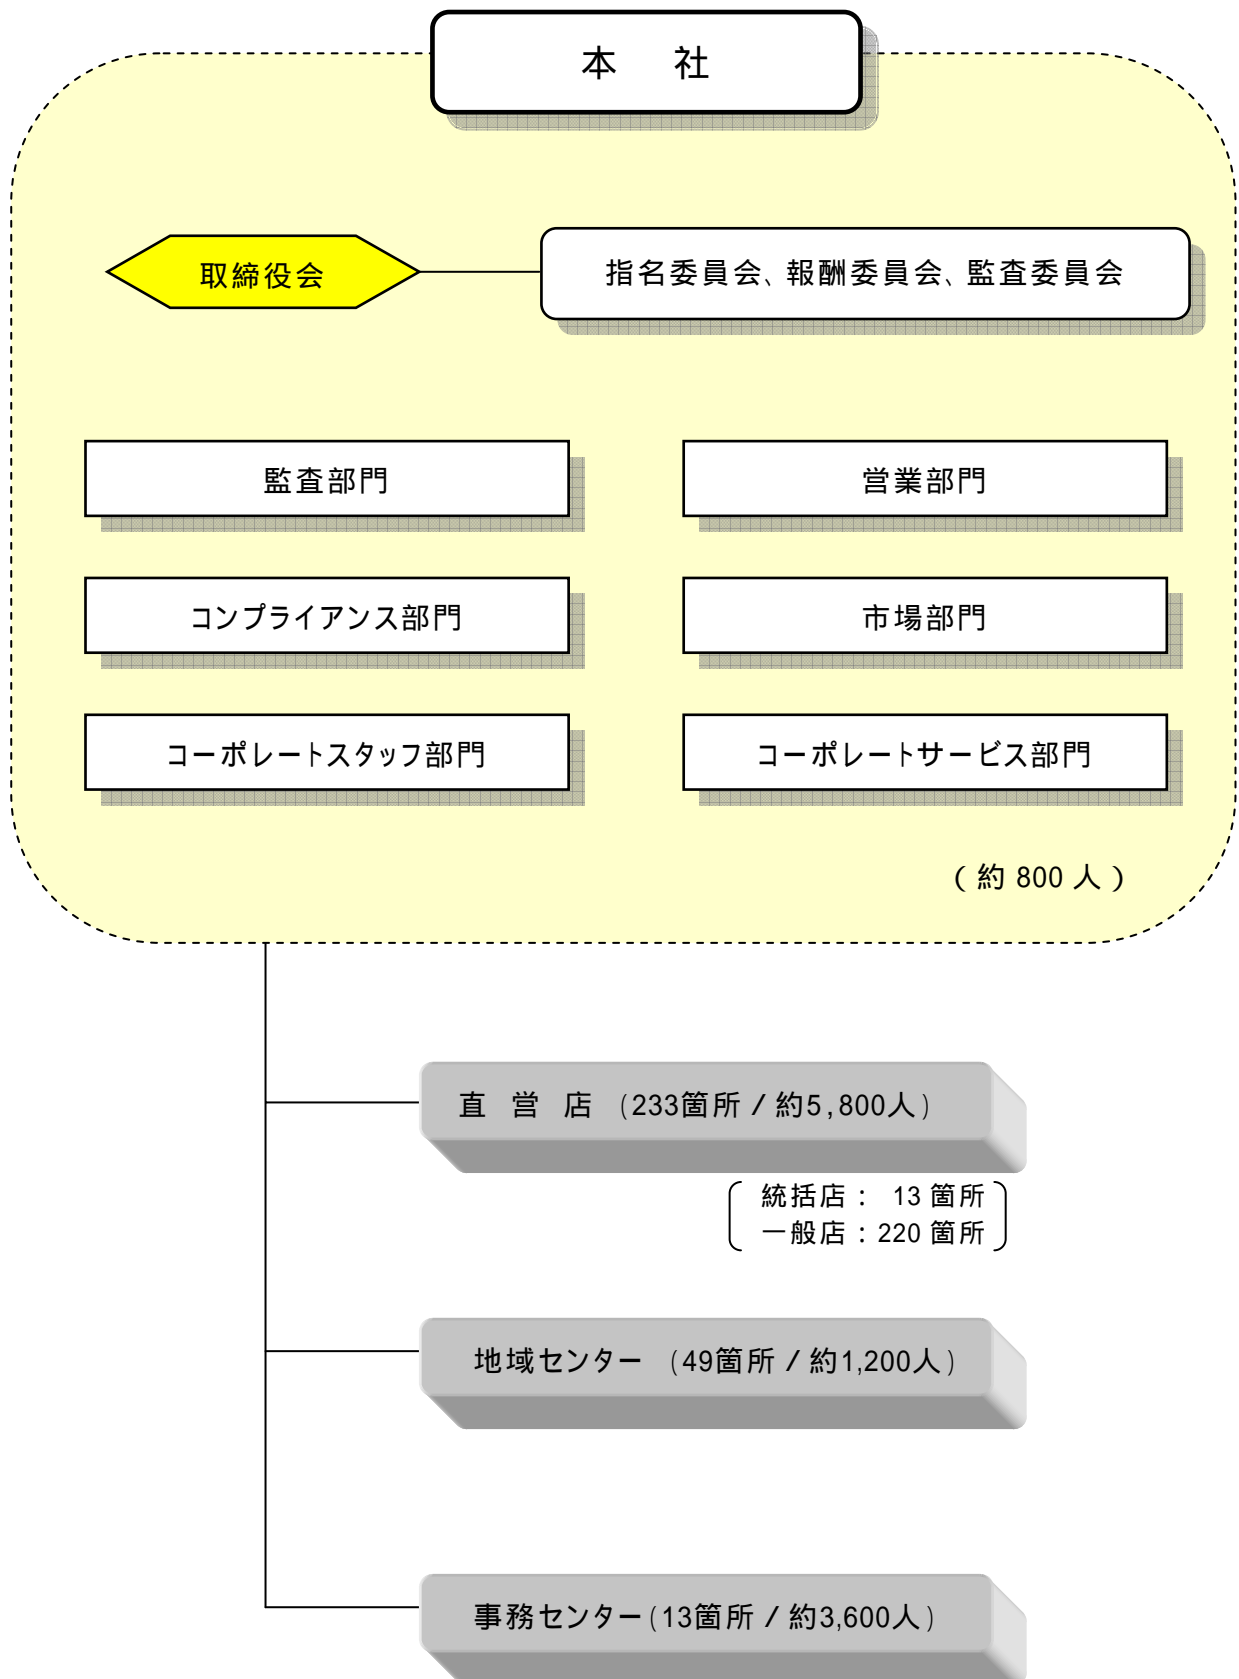 本　社
取締役会
指名委員会、報酬委員会、監査委員会
監査部門
営業部門
コンプライアンス部門
市場部門
コーポレートスタッフ部門
コーポレートサービス部門
（約 800 人）
直 営 店 (233箇所 / 約5,800人)
統括店： 13 箇所
一般店：220 箇所
地域センター (49箇所 / 約1,200人)
事務センター(13箇所 / 約3,600人)